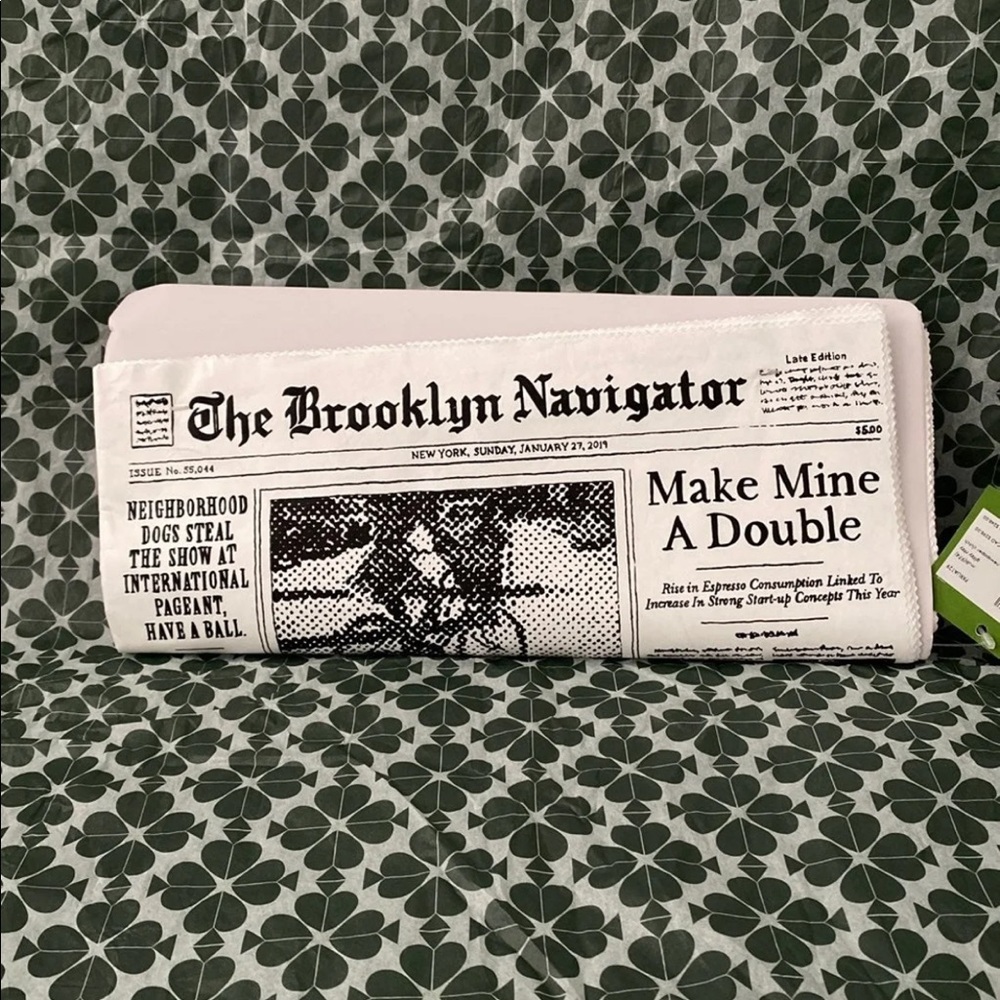 Late Edition
The Brooklyn Navigator
$5.00
NEW YORK, SUNDAY, JANUARY 27, 2019
ISSUE No. 55,044
NEIGHBORHOOD
DOGS STEAL
THE SHOW AT
INTERNATIONAL
PAGEANT,
HAVE A BALL.
Make Mine
A Double
Rise in Espresso Consumption Linked To
Increase In Strong Start-up Concepts This Year